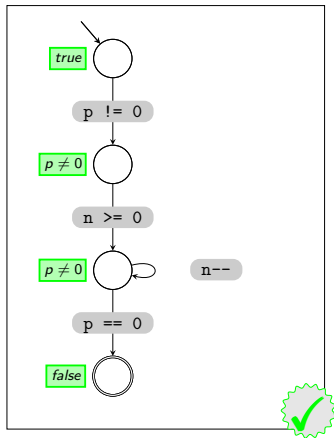 true
p != 0
p ≠ 0
n >= 0
p ≠ 0
n--
p == 0
false